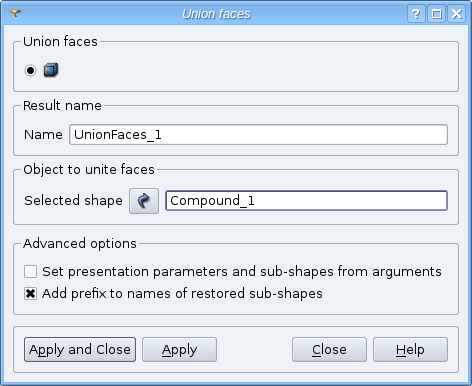 Union faces
Union faces
Result name
Name UnionFaces_1
Object to unite faces
Selected shape Compound_1
Advanced options
Set presentation parameters and sub-shapes from arguments
Add prefix to names of restored sub-shapes
Apply and Close Apply Close Help